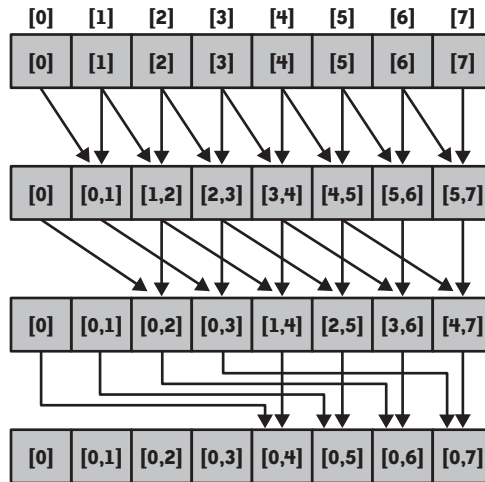 [0] [1] [2] [3] [4] [5] [6] [7]
[0] [1] [2] [3] [4] [5] [6] [7]
[0] [0,1] [1,2] [2,3] [3,4] [4,5] [5,6] [5,7]
[0] [0,1] [0,2] [0,3] [1,4] [2,5] [3,6] [4,7]
[0] [0,1] [0,2] [0,3] [0,4] [0,5] [0,6] [0,7]